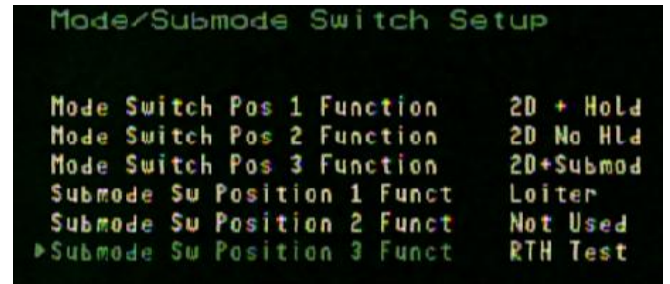 Mode/Submode Switch Setup
Mode Switch Pos 1 Function 2D + Hold
Mode Switch Pos 2 Function 2D No Hld
Mode Switch Pos 3 Function 2D+Submod
Submode Sw Position 1 Funct Loiter
Submode Sw Position 2 Funct Not Used
▶Submode Sw Position 3 Funct RTH Test